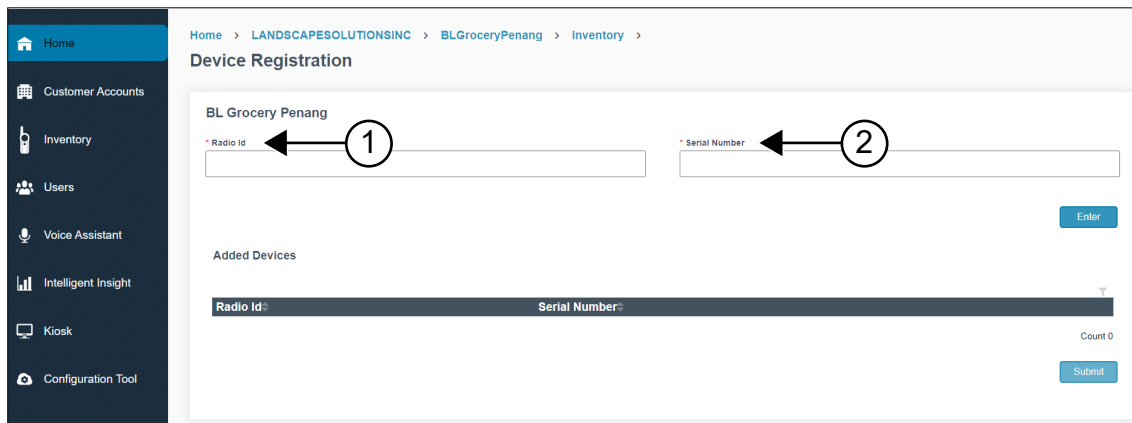 Home
Customer Accounts
Inventory
Users
Voice Assistant
Intelligent Insight
Kiosk
Configuration Tool
Home > LANDSCAPESOLUTIONSINC > BLGroceryPenang > Inventory >
Device Registration
BL Grocery Penang
* Radio Id 1 * Serial Number 2
Enter
Added Devices
Radio Id Serial Number
Count 0
Submit